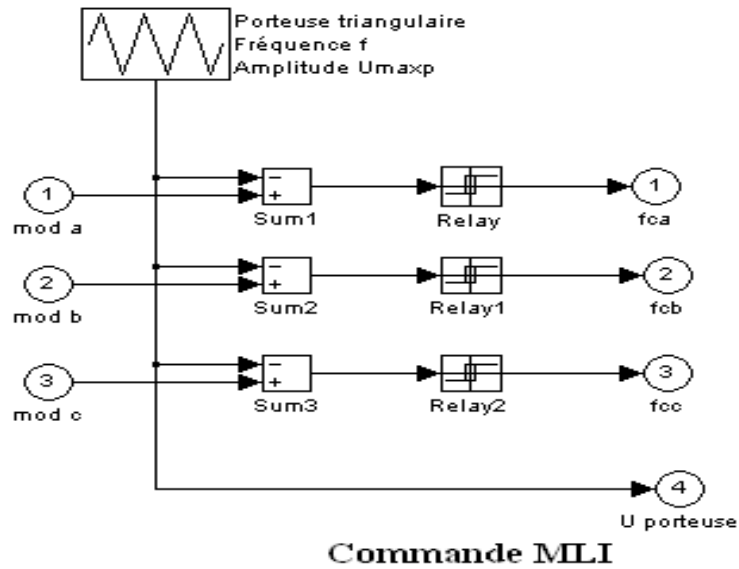 Porteuse triangulaire
Fréquence f
Amplitude Umaxp
1
−
+
1
mod a
Sum1
Relay
fca
2
−
+
2
mod b
Sum2
Relay1
fcb
3
−
+
3
mod c
Sum3
Relay2
fcc
4
U porteuse
Commande MLI